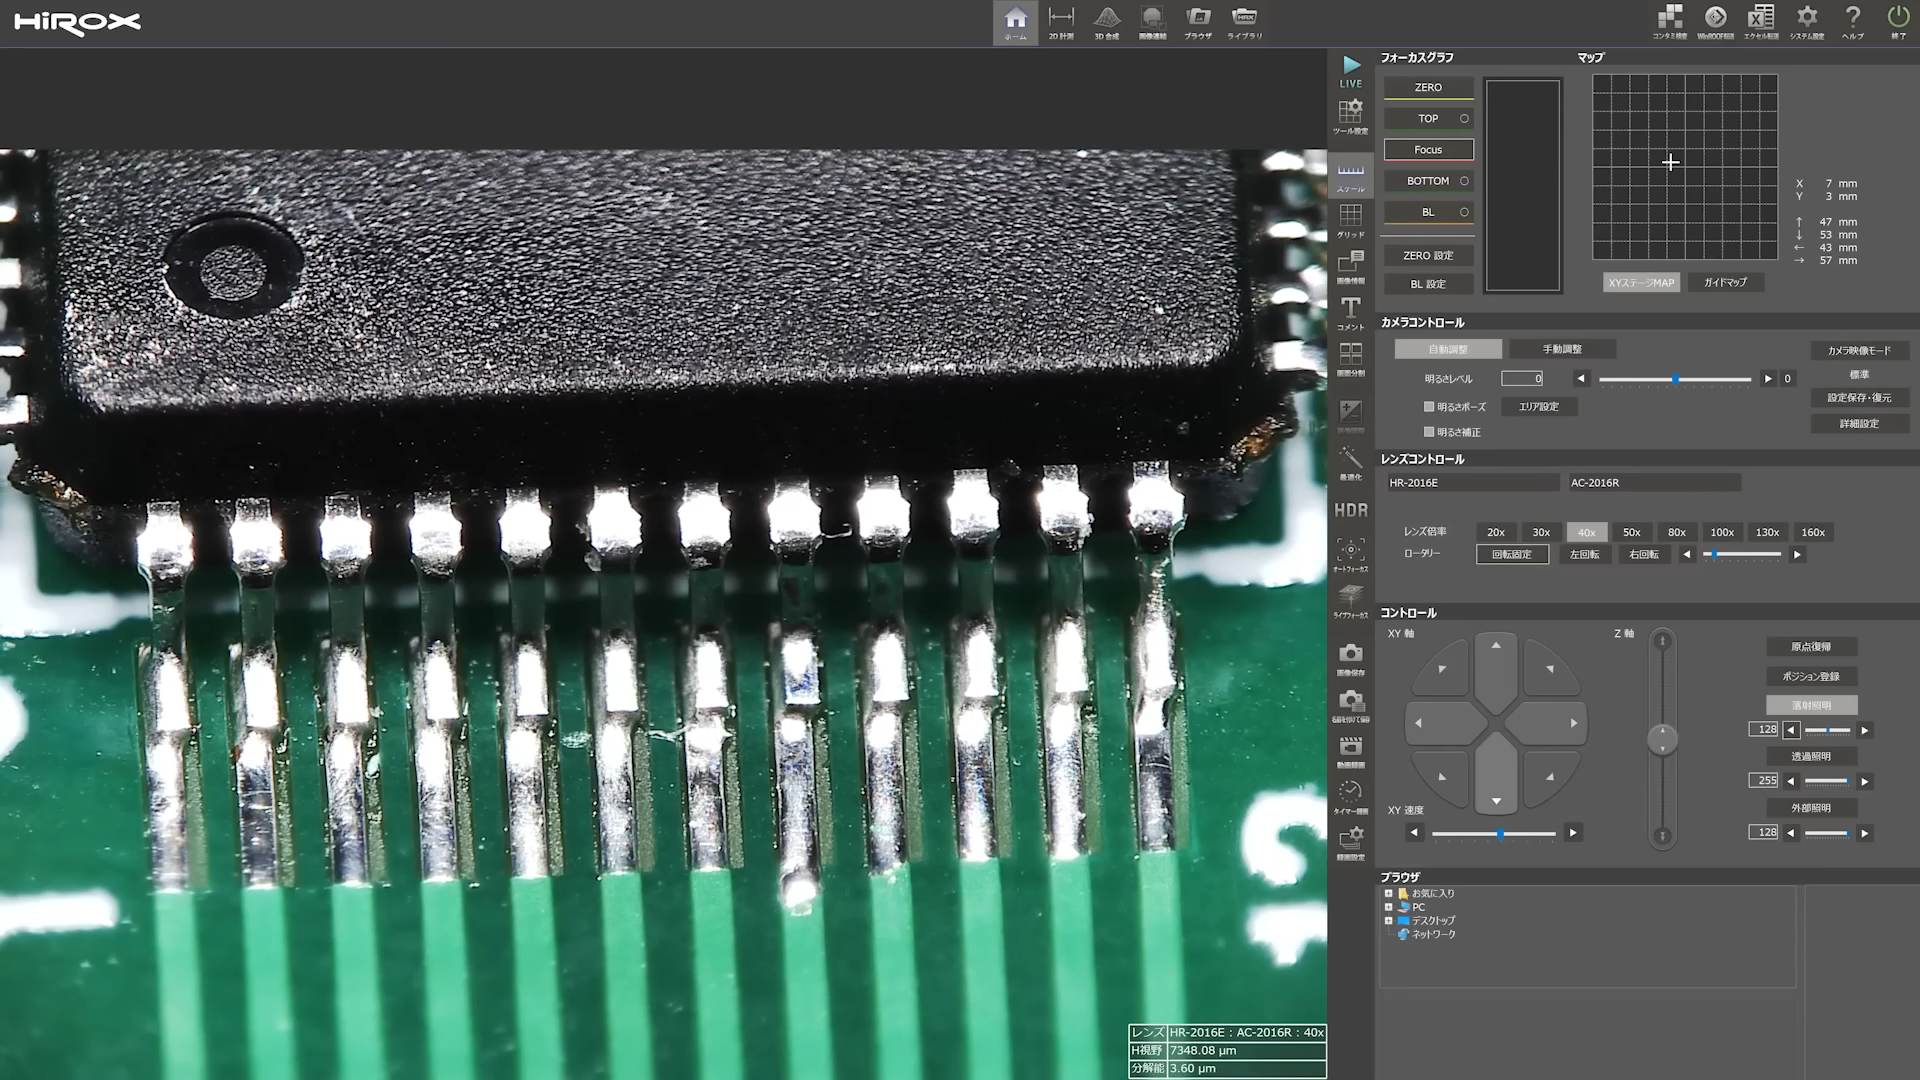 HiROX
ホーム
2D 計測
3D 合成
画像連結
ブラウザ
ライブラリ
コンタミ検査
WinROOF転送
エクセル転送
システム設定
ヘルプ
終了
LIVE
ツール設定
スケール
グリッド
画像情報
コメント
画面分割
最適化
HDR
オートフォーカス
ライブフォーカス
画像保存
名前を付けて保存
動画録画
タイマー録画
録画設定
フォーカスグラフ
ZERO
TOP
Focus
BOTTOM
BL
ZERO 設定
BL 設定
マップ
X 7 mm
Y 3 mm
↑ 47 mm
↓ 53 mm
← 43 mm
→ 57 mm
XYステージMAP
ガイドマップ
カメラコントロール
自動調整
手動調整
カメラ映像モード
明るさレベル
0
0
標準
明るさポーズ
エリア設定
設定保存・復元
明るさ補正
詳細設定
レンズコントロール
HR-2016E
AC-2016R
レンズ倍率
20x
30x
40x
50x
80x
100x
130x
160x
ロータリー
回転固定
左回転
右回転
コントロール
XY 軸
Z 軸
原点復帰
ポジション登録
落射照明
128
透過照明
255
外部照明
128
XY 速度
ブラウザ
お気に入り
PC
デスクトップ
ネットワーク
レンズ HR-2016E : AC-2016R : 40x
H視野 7348.08 μm
分解能 3.60 μm